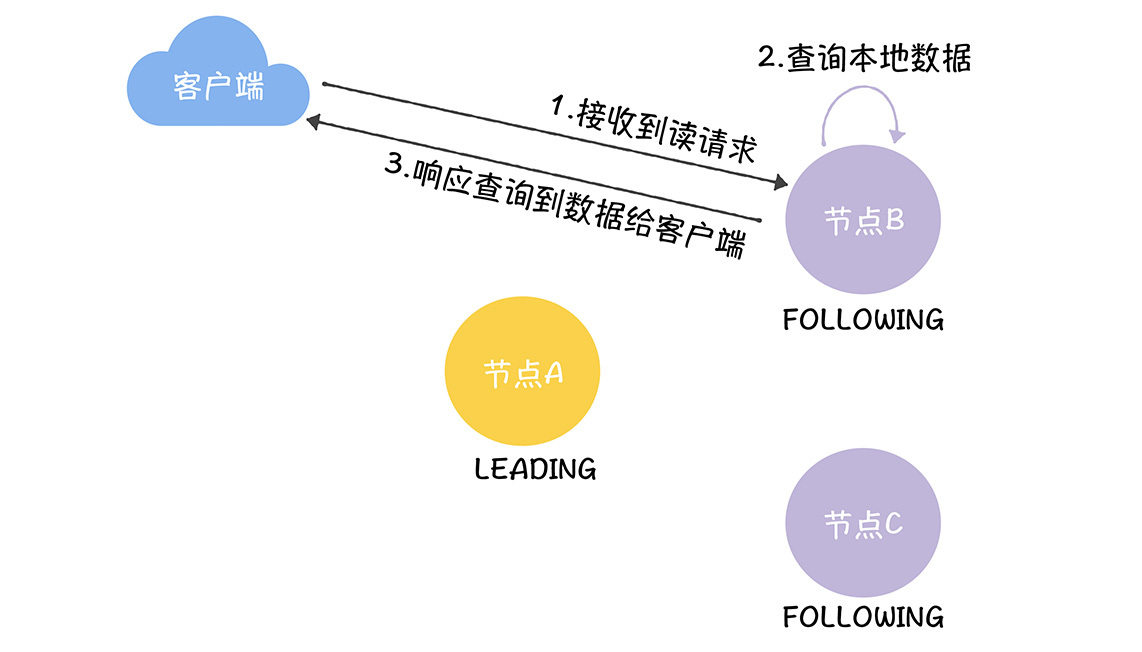 客户端
2.查询本地数据
1.接收到读请求
3.响应查询到数据给客户端
节点B
FOLLOWING
节点A
LEADING
节点C
FOLLOWING